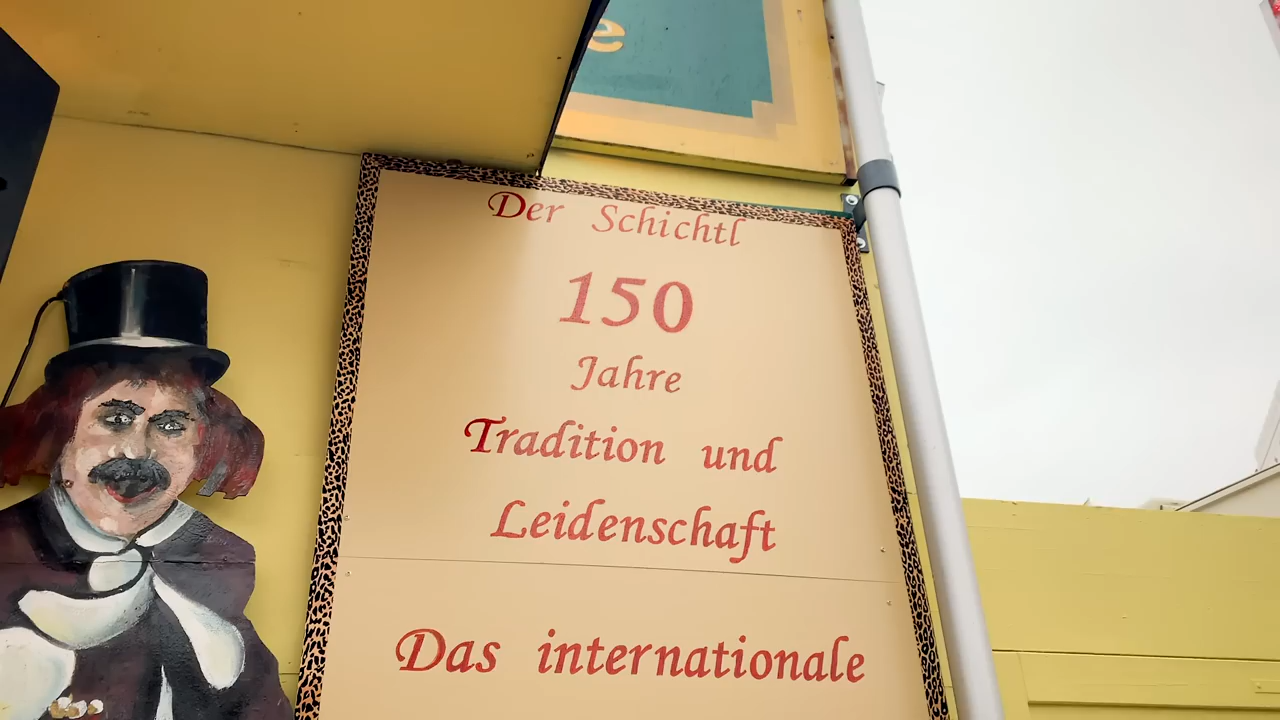 Der Schichtl
150
Jahre
Tradition und
Leidenschaft
Das internationale